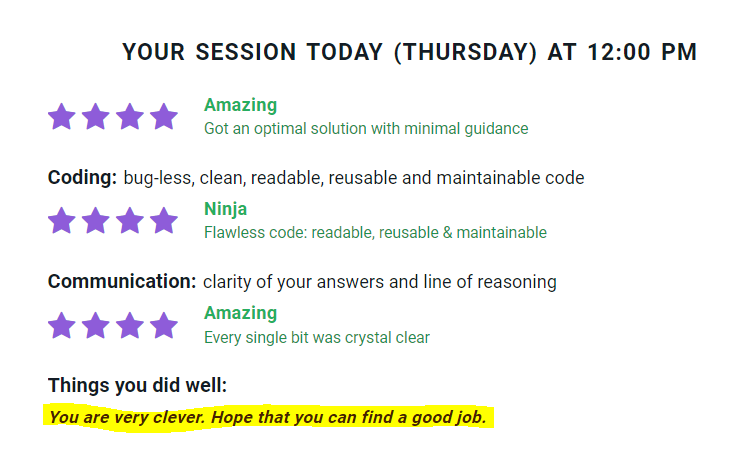 YOUR SESSION TODAY (THURSDAY) AT 12:00 PM
Amazing
Got an optimal solution with minimal guidance
Coding: bug-less, clean, readable, reusable and maintainable code
Ninja
Flawless code: readable, reusable & maintainable
Communication: clarity of your answers and line of reasoning
Amazing
Every single bit was crystal clear
Things you did well:
You are very clever. Hope that you can find a good job.